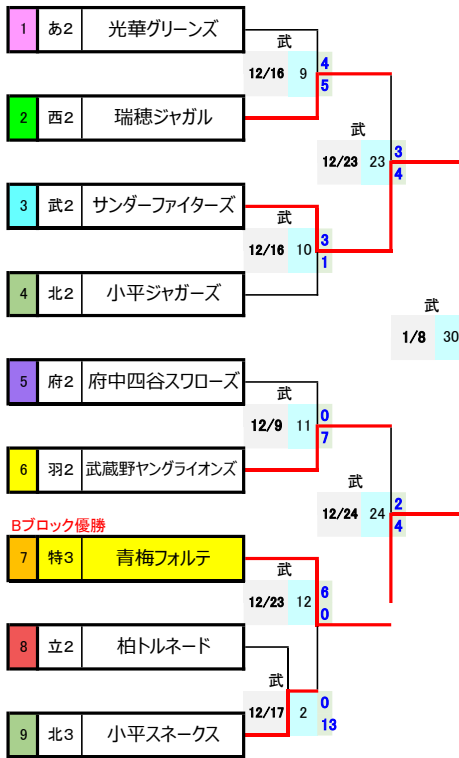 1 あ2 光華グリーンズ
武
12/16 9 4
5
2 西2 瑞穂ジャガル
武
12/23 23 3
4
3 武2 サンダーファイターズ
武
12/16 10 3
1
4 北2 小平ジャガーズ
武
1/8 30
5 府2 府中四谷スワローズ
武
12/9 11 0
7
6 羽2 武蔵野ヤングライオンズ
武
12/24 24 2
4
Bブロック優勝
7 特3 青梅フォルテ
武
12/23 12 6
0
8 立2 柏トルネード
武
12/17 2 0
13
9 北3 小平スネークス